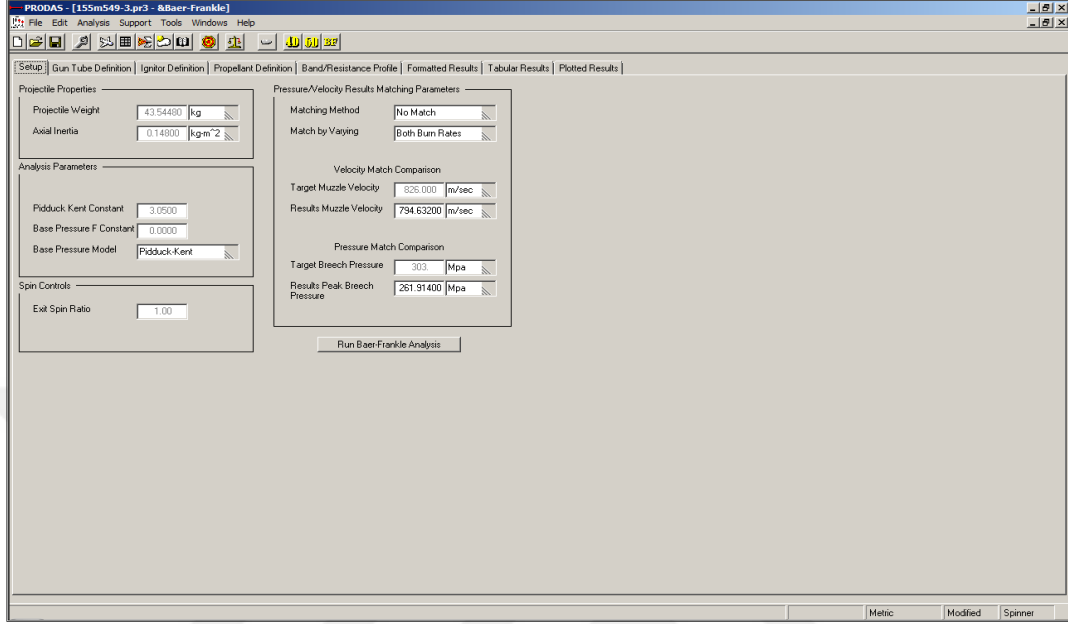 PRODAS - [155m549-3.pr3 - &Baer-Frankle]
File Edit Analysis Support Tools Windows Help
Setup Gun Tube Definition Ignitor Definition Propellant Definition Band/Resistance Profile Formatted Results Tabular Results Plotted Results
Projectile Properties
Projectile Weight 43.54480 kg
Axial Inertia 0.14800 kg-m^2
Analysis Parameters
Pidduck Kent Constant 3.0500
Base Pressure F Constant 0.0000
Base Pressure Model Pidduck-Kent
Spin Controls
Exit Spin Ratio 1.00
Pressure/Velocity Results Matching Parameters
Matching Method No Match
Match by Varying Both Burn Rates
Velocity Match Comparison
Target Muzzle Velocity 826.000 m/sec
Results Muzzle Velocity 794.63200 m/sec
Pressure Match Comparison
Target Breech Pressure 303. Mpa
Results Peak Breech 261.91400 Mpa
Pressure
Run Baer-Frankle Analysis
Metric Modified Spinner